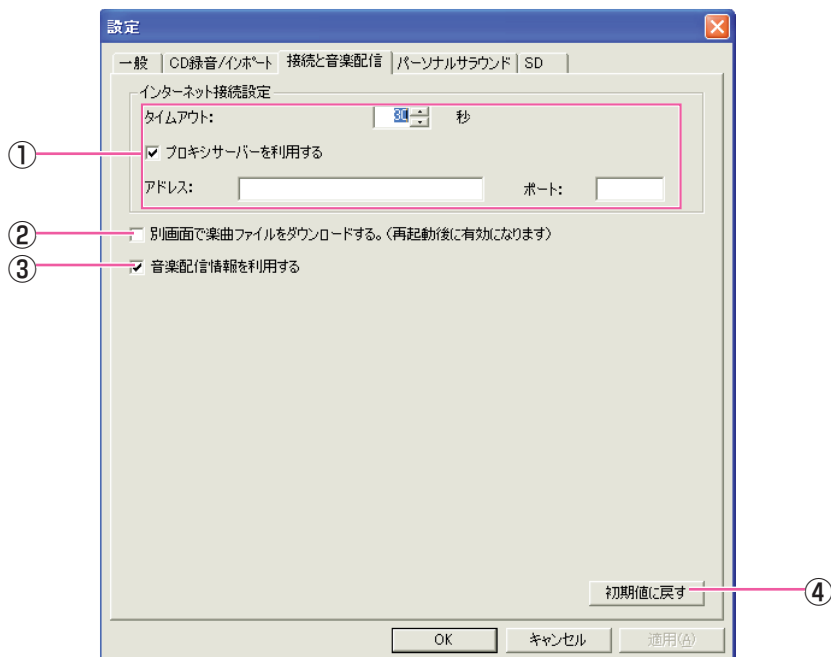 設定
一般 CD録音/インポート 接続と音楽配信 パーソナルサラウンド SD
インターネット接続設定
タイムアウト: 30 秒
① プロキシサーバーを利用する
アドレス: ポート:
② 別画面で楽曲ファイルをダウンロードする。(再起動後に有効になります)
③ 音楽配信情報を利用する
初期値に戻す ④
OK キャンセル 適用(A)